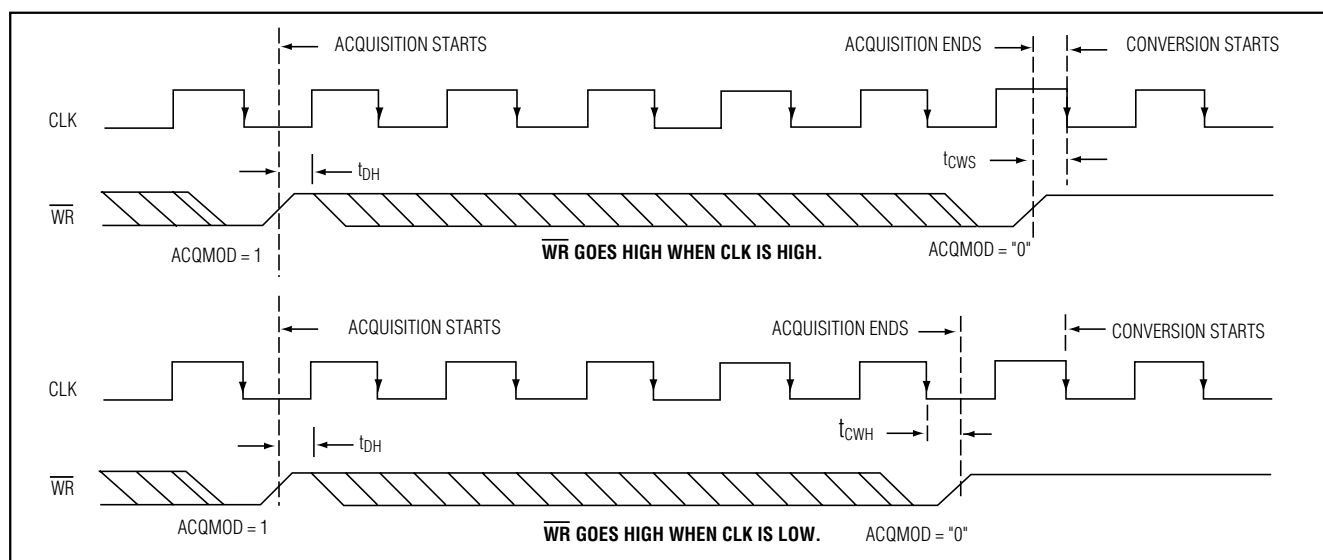 ACQUISITION STARTS
ACQUISITION ENDS
CONVERSION STARTS
CLK
tCWS
tDH
WR
ACQMOD = 1
WR GOES HIGH WHEN CLK IS HIGH.
ACQMOD = "0"
ACQUISITION STARTS
ACQUISITION ENDS
CONVERSION STARTS
CLK
tCWH
tDH
WR
ACQMOD = 1
WR GOES HIGH WHEN CLK IS LOW.
ACQMOD = "0"